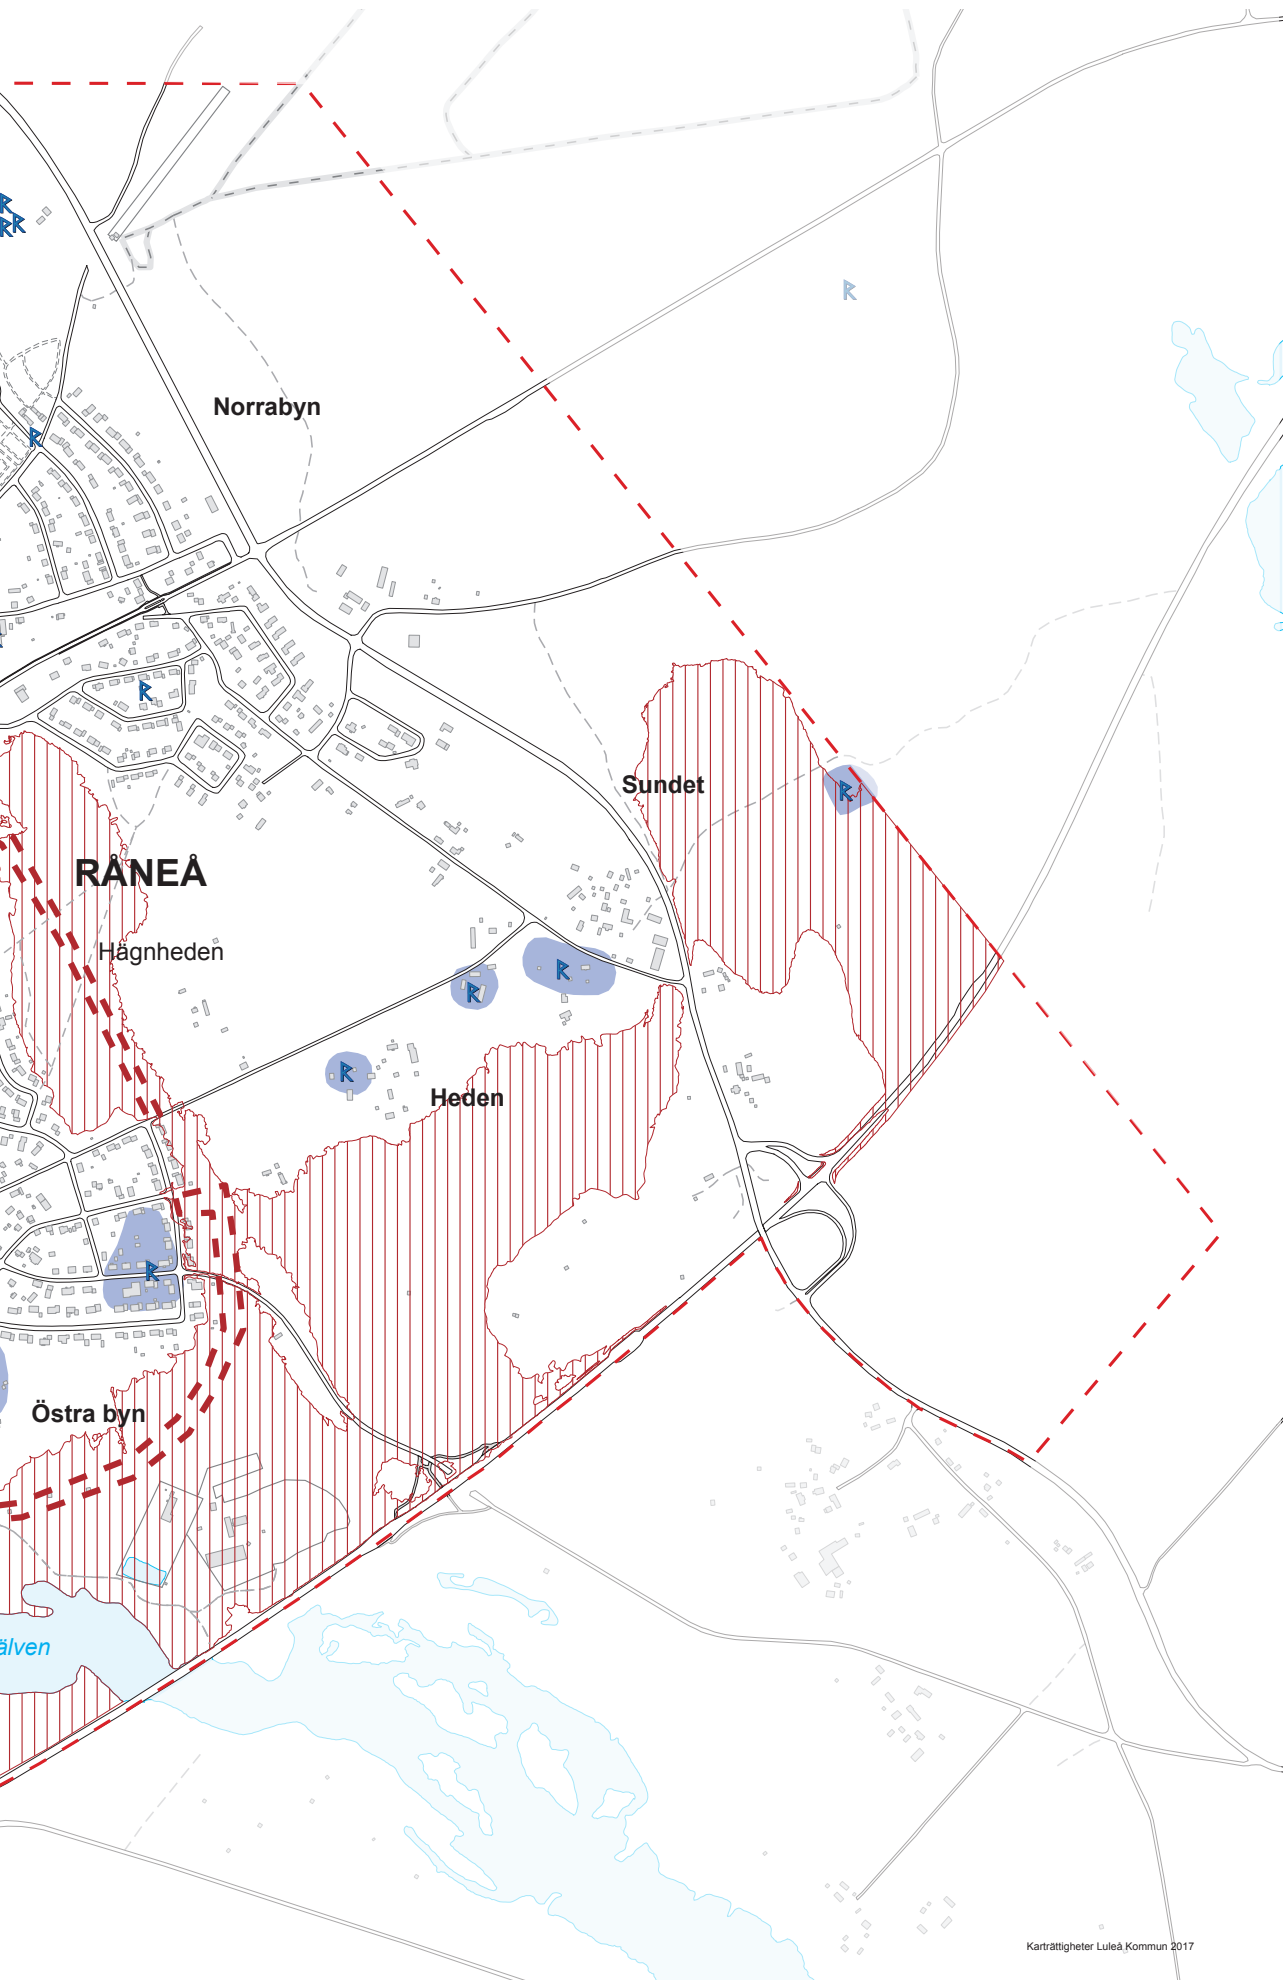 Norrabyn
Sundet
RÅNEÅ
Hägnheden
Heden
Östra byn
älven
Karträttigheter Luleå Kommun 2017